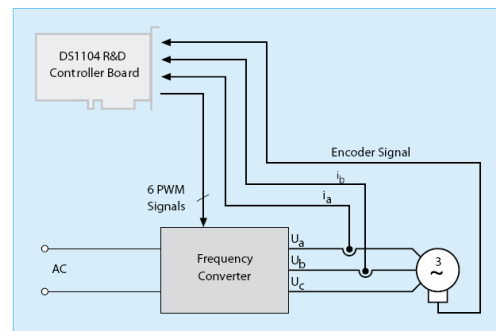 DS1104 R&D
Controller Board
Encoder Signal
i_b
i_a
6 PWM
Signals
U_a
U_b
U_c
3
~
AC
Frequency
Converter